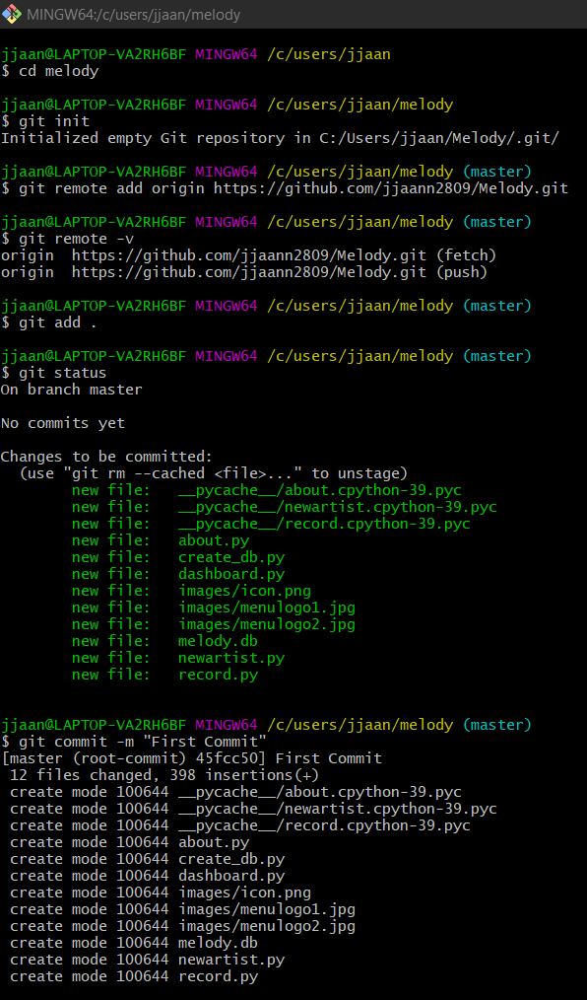 MINGW64:/c/users/jjaan/melody
jjaan@LAPTOP-VA2RH6BF MINGW64 /c/users/jjaan
$ cd melody
jjaan@LAPTOP-VA2RH6BF MINGW64 /c/users/jjaan/melody
$ git init
Initialized empty Git repository in C:/Users/jjaan/Melody/.git/
jjaan@LAPTOP-VA2RH6BF MINGW64 /c/users/jjaan/melody (master)
$ git remote add origin https://github.com/jjaann2809/Melody.git
jjaan@LAPTOP-VA2RH6BF MINGW64 /c/users/jjaan/melody (master)
$ git remote -v
origin  https://github.com/jjaann2809/Melody.git (fetch)
origin  https://github.com/jjaann2809/Melody.git (push)
jjaan@LAPTOP-VA2RH6BF MINGW64 /c/users/jjaan/melody (master)
$ git add .
jjaan@LAPTOP-VA2RH6BF MINGW64 /c/users/jjaan/melody (master)
$ git status
On branch master
No commits yet
Changes to be committed:
  (use "git rm --cached <file>..." to unstage)
        new file:   __pycache__/about.cpython-39.pyc
        new file:   __pycache__/newartist.cpython-39.pyc
        new file:   __pycache__/record.cpython-39.pyc
        new file:   about.py
        new file:   create_db.py
        new file:   dashboard.py
        new file:   images/icon.png
        new file:   images/menulogo1.jpg
        new file:   images/menulogo2.jpg
        new file:   melody.db
        new file:   newartist.py
        new file:   record.py
jjaan@LAPTOP-VA2RH6BF MINGW64 /c/users/jjaan/melody (master)
$ git commit -m "First Commit"
[master (root-commit) 45fcc50] First Commit
 12 files changed, 398 insertions(+)
 create mode 100644 __pycache__/about.cpython-39.pyc
 create mode 100644 __pycache__/newartist.cpython-39.pyc
 create mode 100644 __pycache__/record.cpython-39.pyc
 create mode 100644 about.py
 create mode 100644 create_db.py
 create mode 100644 dashboard.py
 create mode 100644 images/icon.png
 create mode 100644 images/menulogo1.jpg
 create mode 100644 images/menulogo2.jpg
 create mode 100644 melody.db
 create mode 100644 newartist.py
 create mode 100644 record.py